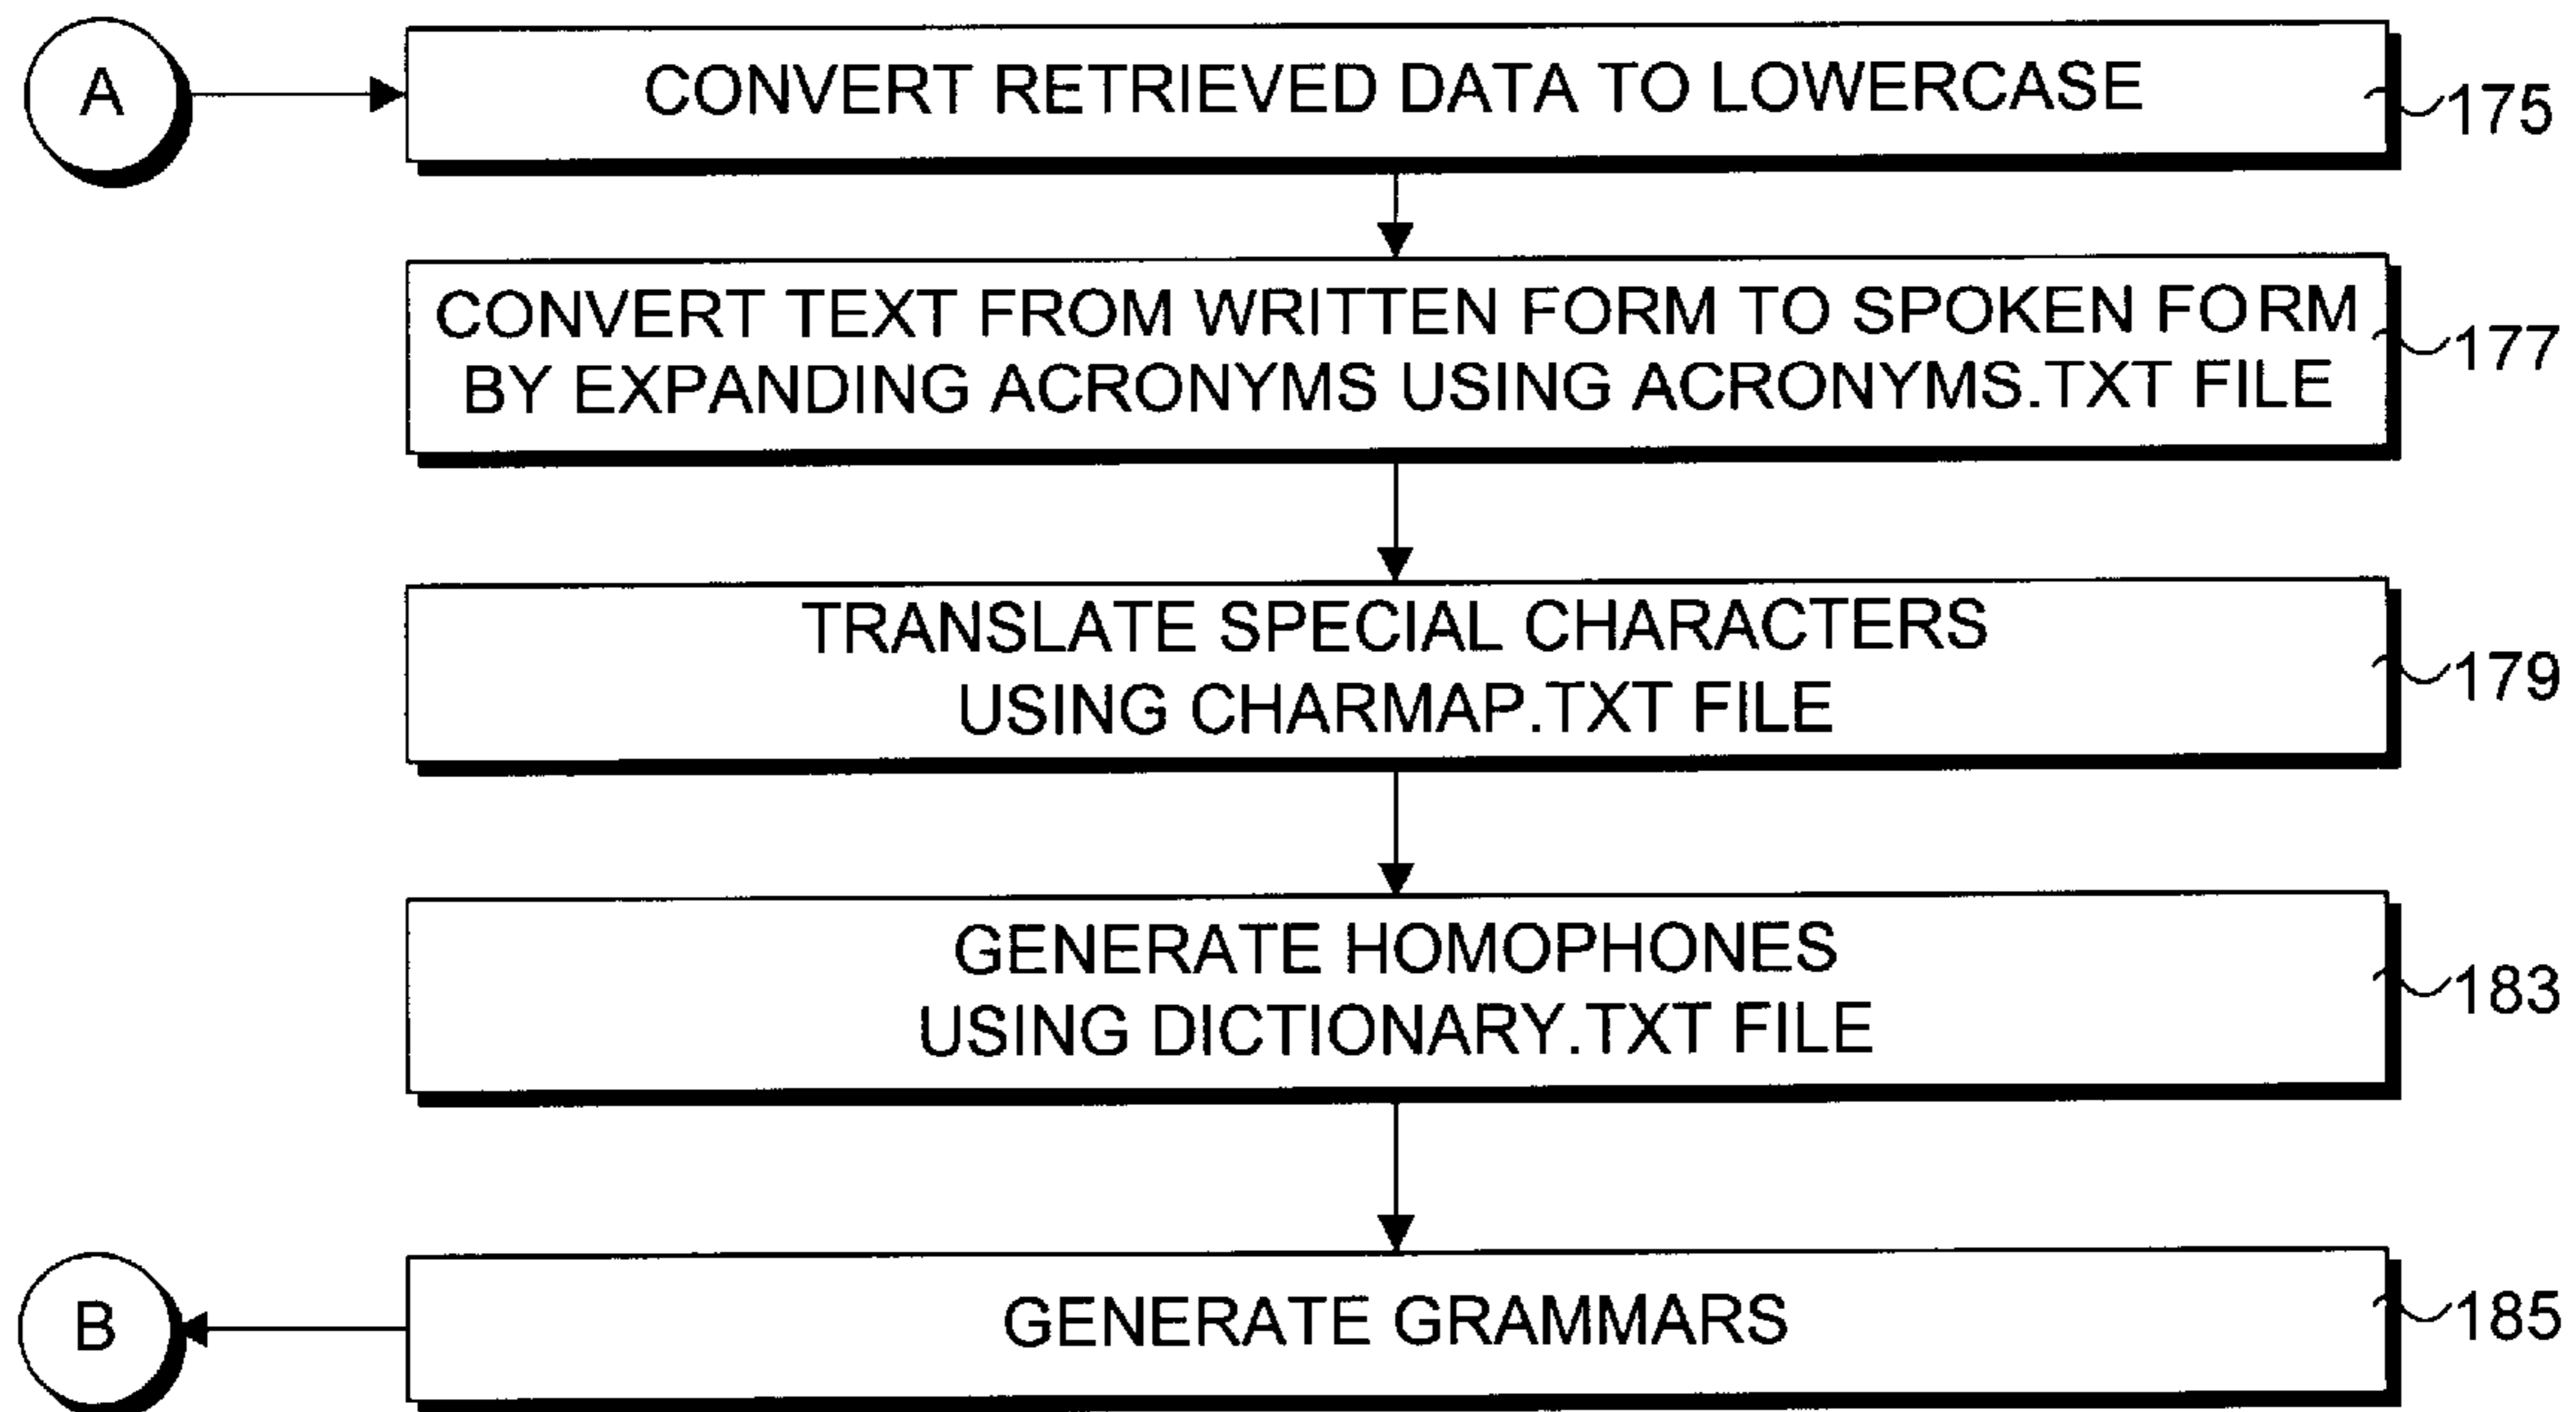 A
CONVERT RETRIEVED DATA TO LOWERCASE
175
CONVERT TEXT FROM WRITTEN FORM TO SPOKEN FORM
BY EXPANDING ACRONYMS USING ACRONYMS.TXT FILE
177
TRANSLATE SPECIAL CHARACTERS
USING CHARMAP.TXT FILE
179
GENERATE HOMOPHONES
USING DICTIONARY.TXT FILE
183
B
GENERATE GRAMMARS
185